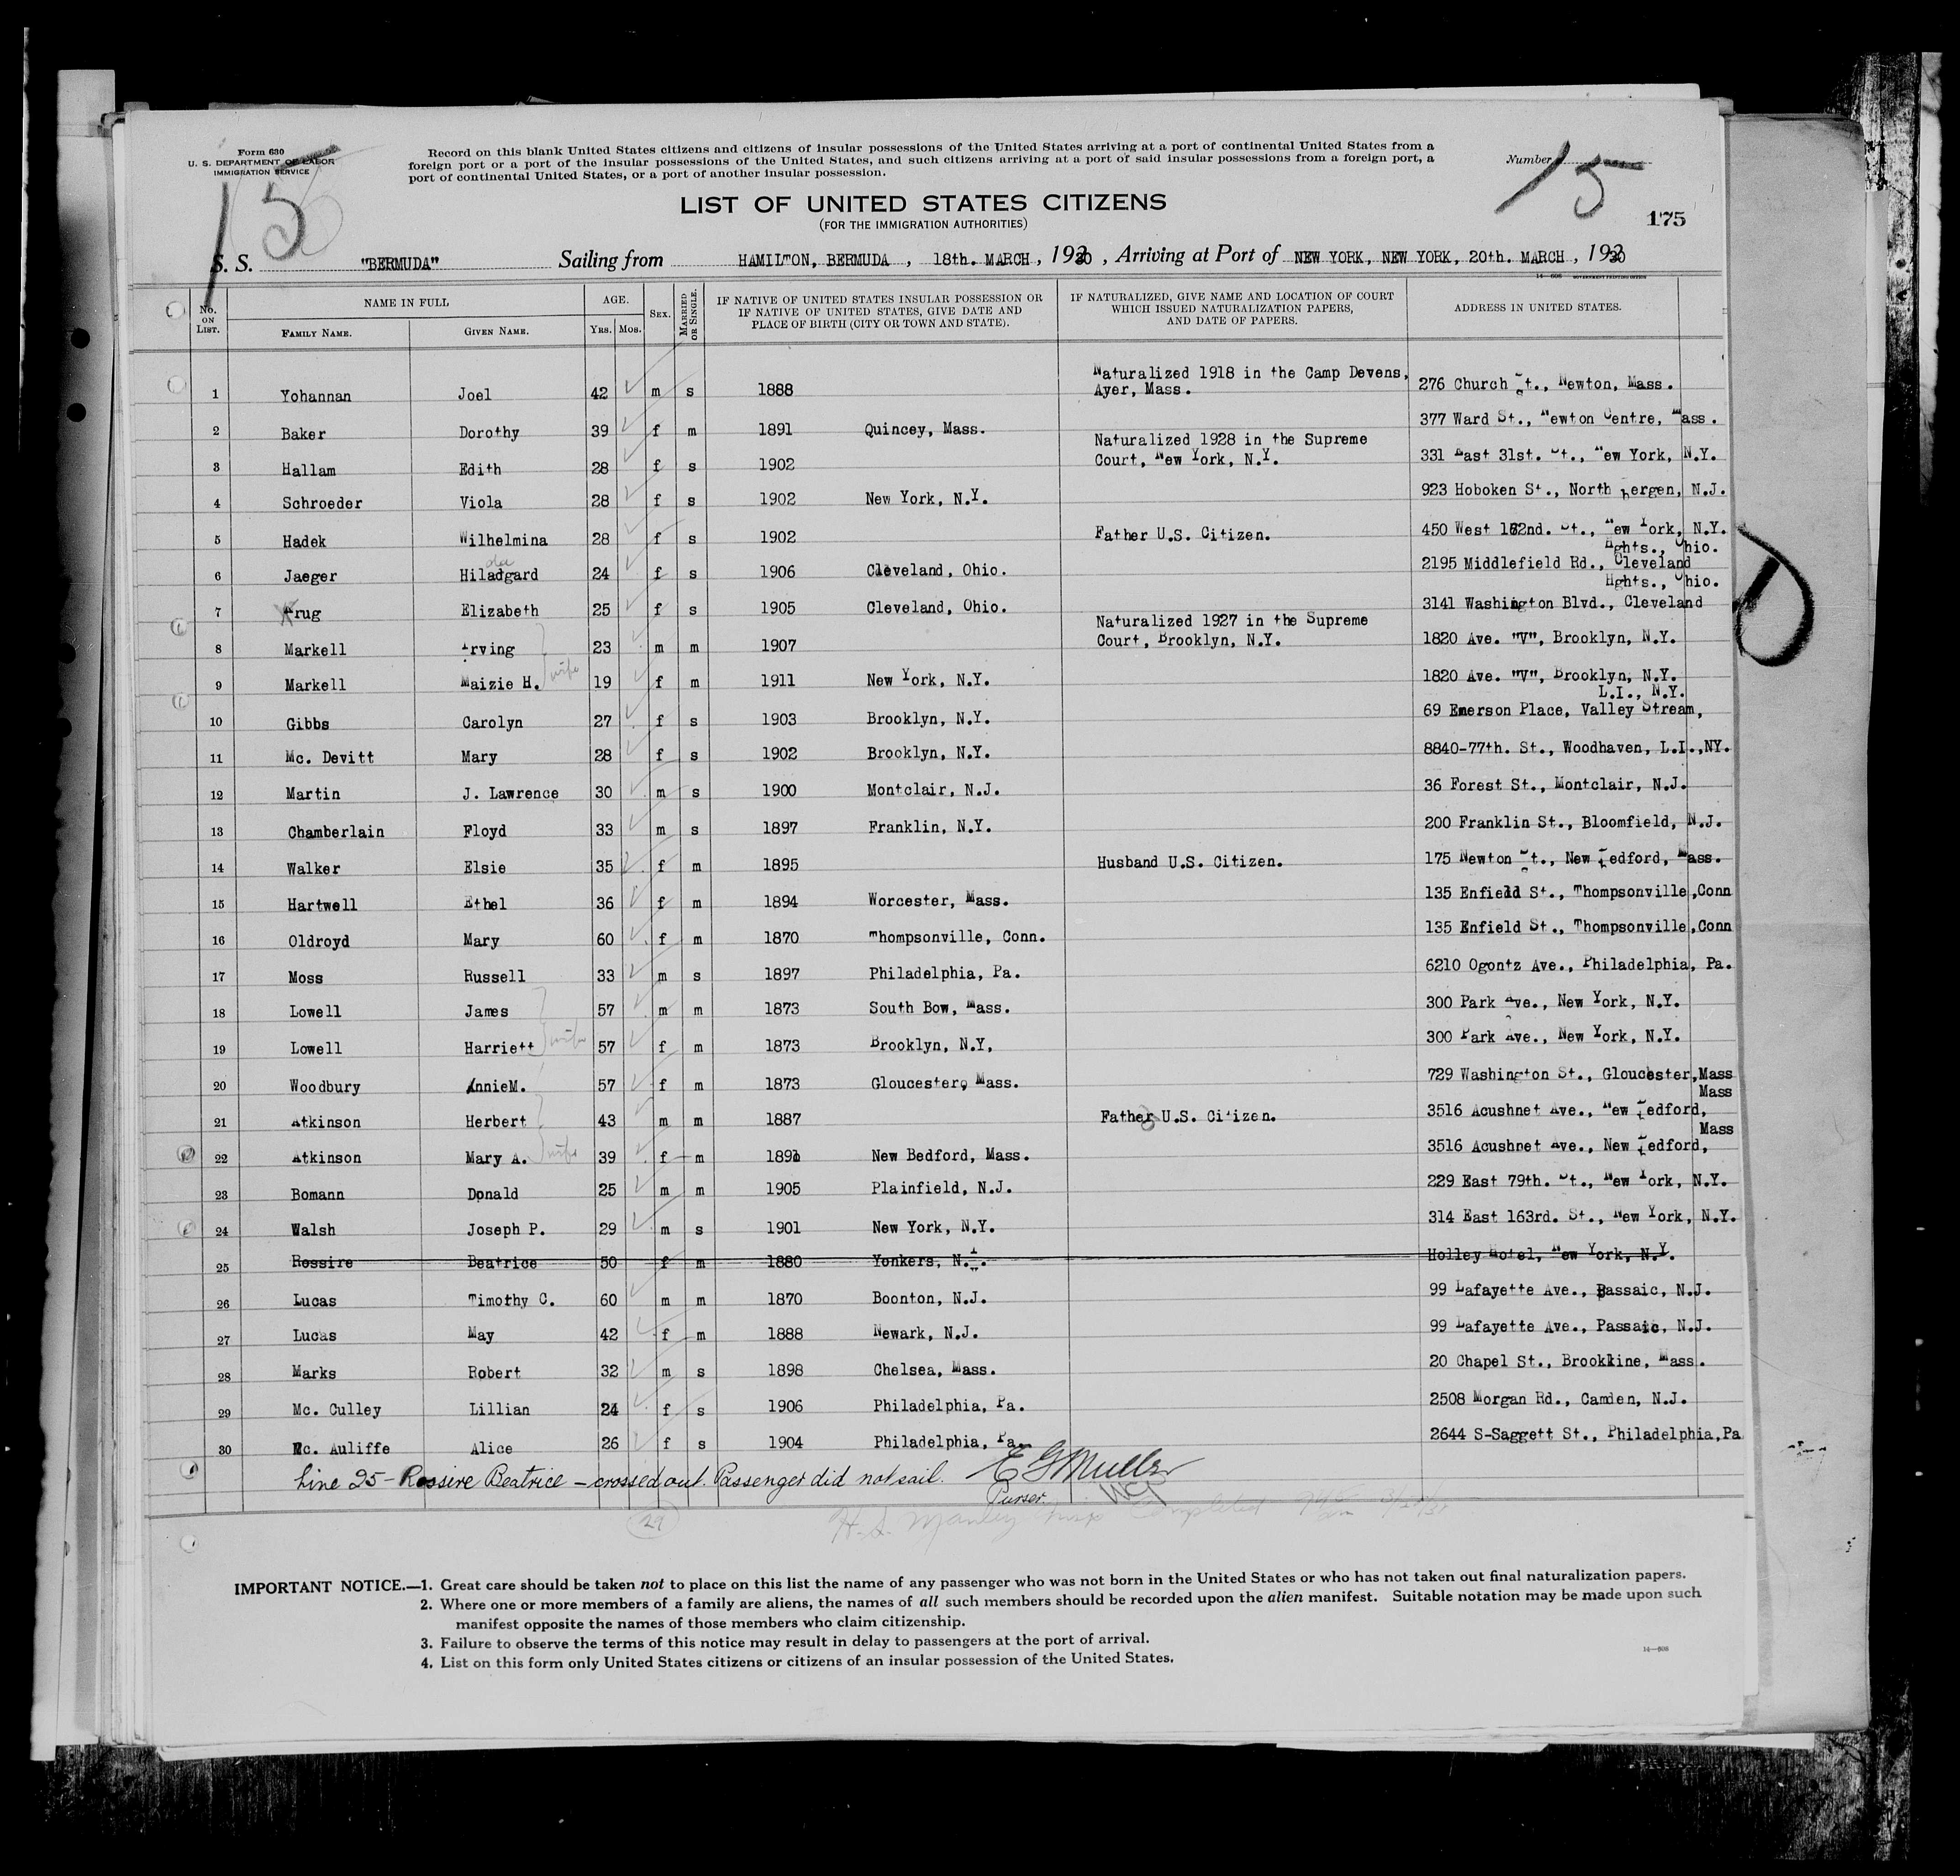 Form 630
U. S. DEPARTMENT OF LABOR
IMMIGRATION SERVICE
15
Record on this blank United States citizens and citizens of insular possessions of the United States arriving at a port of continental United States from a
foreign port or a port of the insular possessions of the United States, and such citizens arriving at a port of said insular possessions from a foreign port, a
port of continental United States, or a port of another insular possession.
Number 15
175
LIST OF UNITED STATES CITIZENS
(FOR THE IMMIGRATION AUTHORITIES)
S. S. "BERMUDA" Sailing from HAMILTON, BERMUDA, 18th. MARCH, 1930, Arriving at Port of NEW YORK, NEW YORK, 20th. MARCH, 1930
14—608 GOVERNMENT PRINTING OFFICE
No. ON LIST. NAME IN FULL FAMILY NAME. GIVEN NAME. AGE. YRS. MOS. SEX. MARRIED OR SINGLE. IF NATIVE OF UNITED STATES INSULAR POSSESSION OR IF NATIVE OF UNITED STATES, GIVE DATE AND PLACE OF BIRTH (CITY OR TOWN AND STATE). IF NATURALIZED, GIVE NAME AND LOCATION OF COURT WHICH ISSUED NATURALIZATION PAPERS, AND DATE OF PAPERS. ADDRESS IN UNITED STATES.
1 Yohannan Joel 42 m s 1888 Naturalized 1918 in the Camp Devens, Ayer, Mass. 276 Church St., Newton, Mass.
2 Baker Dorothy 39 f m 1891 Quincey, Mass. 377 Ward St., Newton Centre, Mass.
3 Hallam Edith 28 f s 1902 Naturalized 1928 in the Supreme Court, New York, N.Y. 331 East 31st. St., New York, N.Y.
4 Schroeder Viola 28 f s 1902 New York, N.Y. 923 Hoboken St., North Bergen, N.J.
5 Hadek Wilhelmina 28 f s 1902 Father U.S. Citizen. 450 West 162nd. St., New York, N.Y.
6 Jaeger Hiladgard 24 f s 1906 Cleveland, Ohio. 2195 Middlefield Rd., Cleveland Hghts., Ohio.
7 Krug Elizabeth 25 f s 1905 Cleveland, Ohio. 3141 Washington Blvd., Cleveland Hghts., Ohio.
8 Markell Irving 23 m m 1907 Naturalized 1927 in the Supreme Court, Brooklyn, N.Y. 1820 Ave. "V", Brooklyn, N.Y.
9 Markell Maizie H. wife 19 f m 1911 New York, N.Y. 1820 Ave. "V", Brooklyn, N.Y.
10 Gibbs Carolyn 27 f s 1903 Brooklyn, N.Y. 69 Emerson Place, Valley Stream, L.I., N.Y.
11 Mc. Devitt Mary 28 f s 1902 Brooklyn, N.Y. 8840-77th. St., Woodhaven, L.I.,NY.
12 Martin J. Lawrence 30 m s 1900 Montclair, N.J. 36 Forest St., Montclair, N.J.
13 Chamberlain Floyd 33 m s 1897 Franklin, N.Y. 200 Franklin St., Bloomfield, N.J.
14 Walker Elsie 35 f m 1895 Husband U.S. Citizen. 175 Newton St., New Bedford, Mass.
15 Hartwell Ethel 36 f m 1894 Worcester, Mass. 135 Enfield St., Thompsonville,Conn
16 Oldroyd Mary 60 f m 1870 Thompsonville, Conn. 135 Enfield St., Thompsonville,Conn
17 Moss Russell 33 m s 1897 Philadelphia, Pa. 6210 Ogontz Ave., Philadelphia, Pa.
18 Lowell James 57 m m 1873 South Bow, Mass. 300 Park Ave., New York, N.Y.
19 Lowell Harriett wife 57 f m 1873 Brooklyn, N.Y, 300 Park Ave., New York, N.Y.
20 Woodbury AnnieM. 57 f m 1873 Gloucester, Mass. 729 Washington St., Gloucester,Mass
21 Atkinson Herbert 43 m m 1887 Father U.S. Citizen. 3516 Acushnet Ave., New Bedford, Mass
22 Atkinson Mary A. wife 39 f m 1891 New Bedford, Mass. 3516 Acushnet Ave., New Bedford, Mass
23 Bomann Donald 25 m m 1905 Plainfield, N.J. 229 East 79th. St., New York, N.Y.
24 Walsh Joseph P. 29 m s 1901 New York, N.Y. 314 East 163rd. St., New York, N.Y.
25 Rossire Beatrice 50 f m 1880 Yonkers, N.Y. Holley Hotel, New York, N.Y.
26 Lucas Timothy C. 60 m m 1870 Boonton, N.J. 99 Lafayette Ave., Passaic, N.J.
27 Lucas May 42 f m 1888 Newark, N.J. 99 Lafayette Ave., Passaic, N.J.
28 Marks Robert 32 m s 1898 Chelsea, Mass. 20 Chapel St., Brookline, Mass.
29 Mc. Culley Lillian 24 f s 1906 Philadelphia, Pa. 2508 Morgan Rd., Camden, N.J.
30 Mc. Auliffe Alice 26 f s 1904 Philadelphia, Pa. 2644 S-Saggett St., Philadelphia,Pa
Line 25 - Rossire Beatrice - crossed out. Passenger did not sail. E G Muller
Purser.
29 H. S. Manley Insp Completed
IMPORTANT NOTICE.—1. Great care should be taken not to place on this list the name of any passenger who was not born in the United States or who has not taken out final naturalization papers.
2. Where one or more members of a family are aliens, the names of all such members should be recorded upon the alien manifest. Suitable notation may be made upon such
manifest opposite the names of those members who claim citizenship.
3. Failure to observe the terms of this notice may result in delay to passengers at the port of arrival.
4. List on this form only United States citizens or citizens of an insular possession of the United States.
14—608